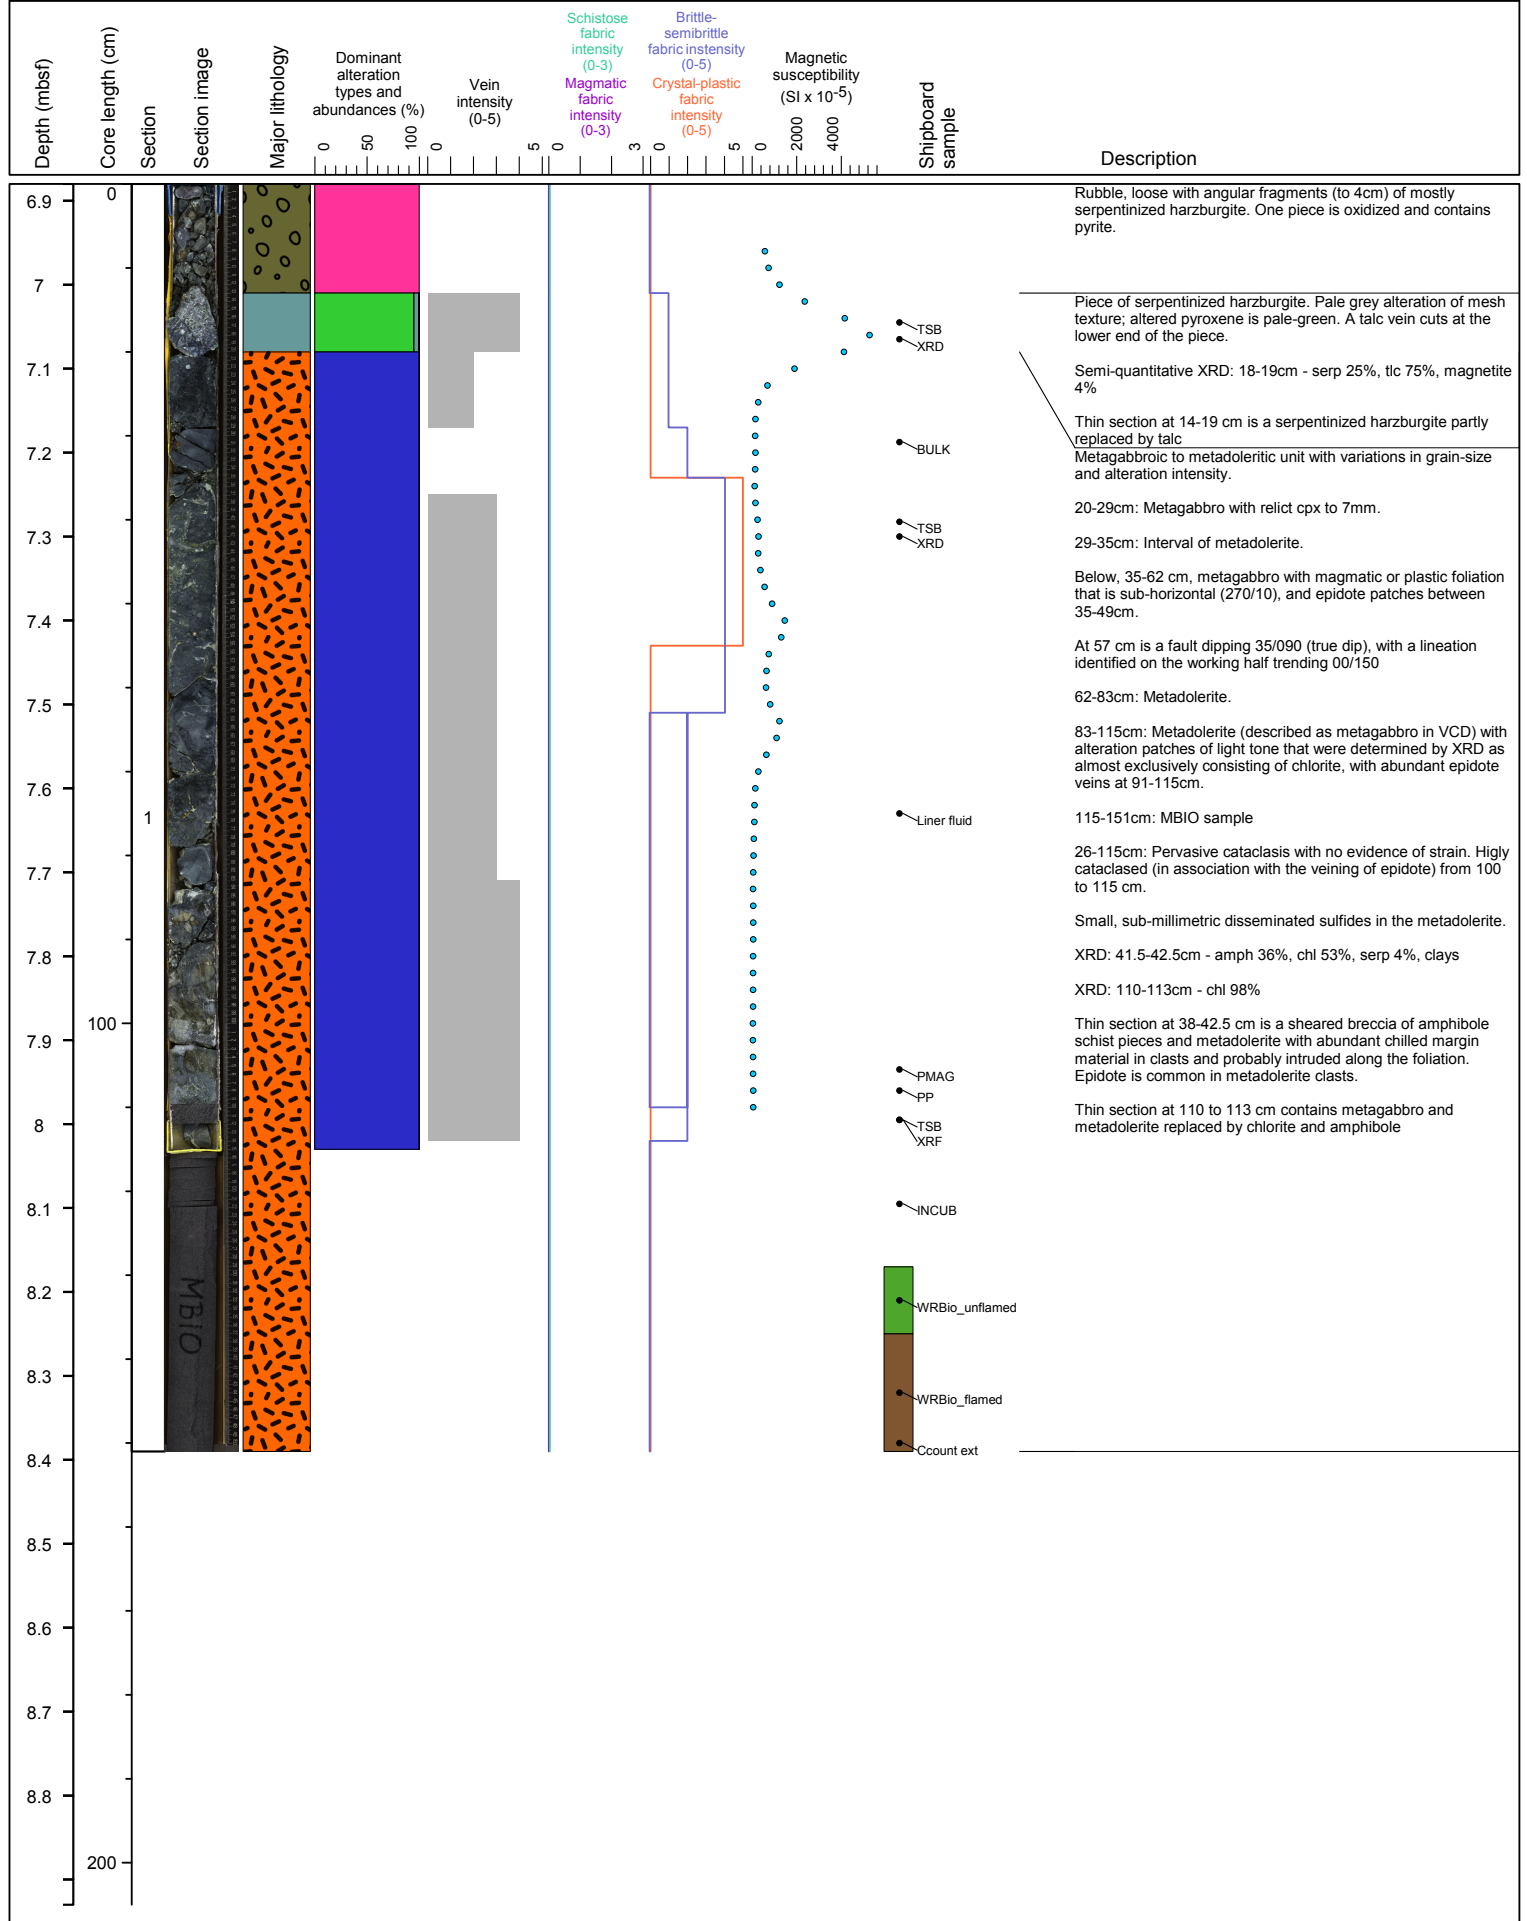 Depth (mbsf)
Core length (cm)
Section
Section image
Major lithology
Dominant
alteration
types and
abundances (%)
0
50
100
Vein
intensity
(0-5)
0
5
Schistose
fabric
intensity
(0-3)
Magmatic
fabric
intensity
(0-3)
0
3
Brittle-
semibrittle
fabric instensity
(0-5)
Crystal-plastic
fabric
intensity
(0-5)
0
5
Magnetic
susceptibility
(SI x 10-5)
0
2000
4000
Shipboard
sample
Description
6.9
7
7.1
7.2
7.3
7.4
7.5
7.6
7.7
7.8
7.9
8
8.1
8.2
8.3
8.4
8.5
8.6
8.7
8.8
0
100
200
1
MBIO
TSB
XRD
BULK
TSB
XRD
Liner fluid
PMAG
PP
TSB
XRF
INCUB
WRBio_unflamed
WRBio_flamed
Ccount ext
Rubble, loose with angular fragments (to 4cm) of mostly
serpentinized harzburgite. One piece is oxidized and contains
pyrite.
Piece of serpentinized harzburgite. Pale grey alteration of mesh
texture; altered pyroxene is pale-green. A talc vein cuts at the
lower end of the piece.
Semi-quantitative XRD: 18-19cm - serp 25%, tlc 75%, magnetite
4%
Thin section at 14-19 cm is a serpentinized harzburgite partly
replaced by talc
Metagabbroic to metadoleritic unit with variations in grain-size
and alteration intensity.
20-29cm: Metagabbro with relict cpx to 7mm.
29-35cm: Interval of metadolerite.
Below, 35-62 cm, metagabbro with magmatic or plastic foliation
that is sub-horizontal (270/10), and epidote patches between
35-49cm.
At 57 cm is a fault dipping 35/090 (true dip), with a lineation
identified on the working half trending 00/150
62-83cm: Metadolerite.
83-115cm: Metadolerite (described as metagabbro in VCD) with
alteration patches of light tone that were determined by XRD as
almost exclusively consisting of chlorite, with abundant epidote
veins at 91-115cm.
115-151cm: MBIO sample
26-115cm: Pervasive cataclasis with no evidence of strain. Higly
cataclased (in association with the veining of epidote) from 100
to 115 cm.
Small, sub-millimetric disseminated sulfides in the metadolerite.
XRD: 41.5-42.5cm - amph 36%, chl 53%, serp 4%, clays
XRD: 110-113cm - chl 98%
Thin section at 38-42.5 cm is a sheared breccia of amphibole
schist pieces and metadolerite with abundant chilled margin
material in clasts and probably intruded along the foliation.
Epidote is common in metadolerite clasts.
Thin section at 110 to 113 cm contains metagabbro and
metadolerite replaced by chlorite and amphibole